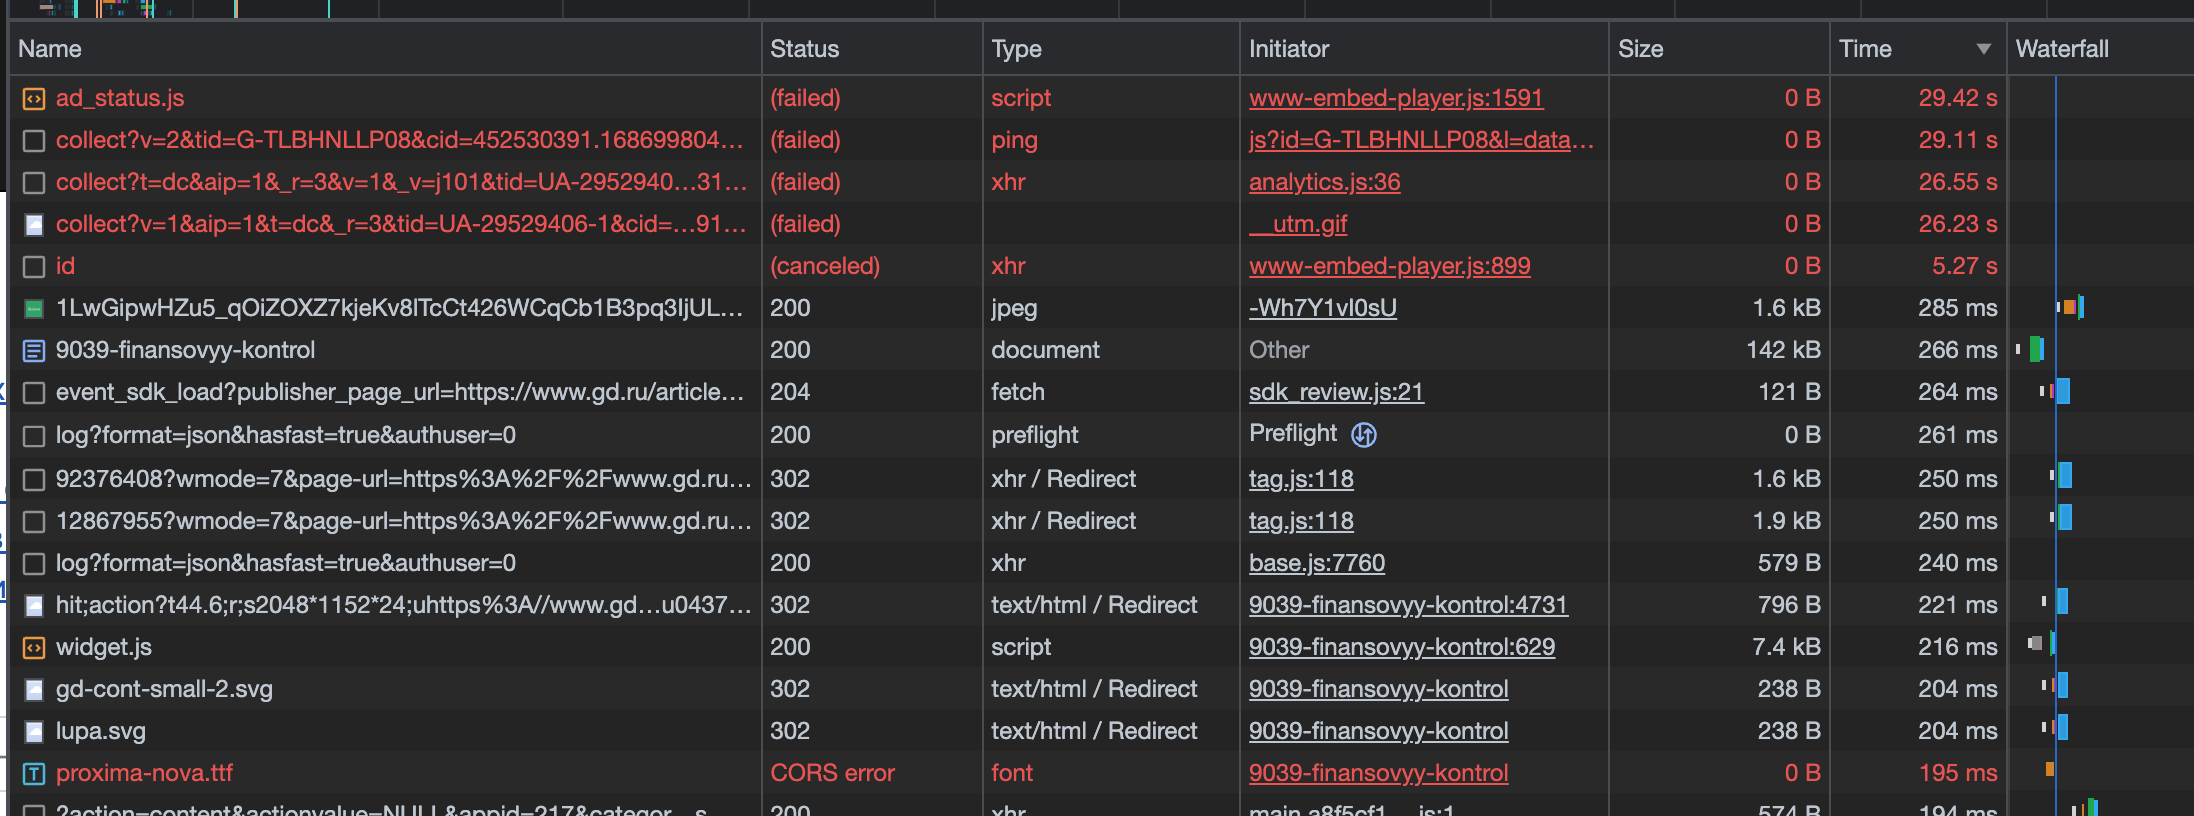 Name Status Type Initiator Size Time Waterfall
ad_status.js (failed) script www-embed-player.js:1591 0 B 29.42 s
collect?v=2&tid=G-TLBHNLLP08&cid=452530391.168699804... (failed) ping js?id=G-TLBHNLLP08&l=data... 0 B 29.11 s
collect?t=dc&aip=1&_r=3&v=1&_v=j101&tid=UA-2952940...31... (failed) xhr analytics.js:36 0 B 26.55 s
collect?v=1&aip=1&t=dc&_r=3&tid=UA-29529406-1&cid=...91... (failed) __utm.gif 0 B 26.23 s
id (canceled) xhr www-embed-player.js:899 0 B 5.27 s
1LwGipwHZu5_qOiZOXZ7kjeKv8lTcCt426WCqCb1B3pq3IjUL... 200 jpeg -Wh7Y1vI0sU 1.6 kB 285 ms
9039-finansovyy-kontrol 200 document Other 142 kB 266 ms
event_sdk_load?publisher_page_url=https://www.gd.ru/article... 204 fetch sdk_review.js:21 121 B 264 ms
log?format=json&hasfast=true&authuser=0 200 preflight Preflight 0 B 261 ms
92376408?wmode=7&page-url=https%3A%2F%2Fwww.gd.ru... 302 xhr / Redirect tag.js:118 1.6 kB 250 ms
12867955?wmode=7&page-url=https%3A%2F%2Fwww.gd.ru... 302 xhr / Redirect tag.js:118 1.9 kB 250 ms
log?format=json&hasfast=true&authuser=0 200 xhr base.js:7760 579 B 240 ms
hit;action?t44.6;r;s2048*1152*24;uhttps%3A//www.gd...u0437... 302 text/html / Redirect 9039-finansovyy-kontrol:4731 796 B 221 ms
widget.js 200 script 9039-finansovyy-kontrol:629 7.4 kB 216 ms
gd-cont-small-2.svg 302 text/html / Redirect 9039-finansovyy-kontrol 238 B 204 ms
lupa.svg 302 text/html / Redirect 9039-finansovyy-kontrol 238 B 204 ms
proxima-nova.ttf CORS error font 9039-finansovyy-kontrol 0 B 195 ms
?action=content&actionvalue=NULL&appid=217&categor...s... 200 xhr main.a8f5cf1....js:1 574 B 194 ms